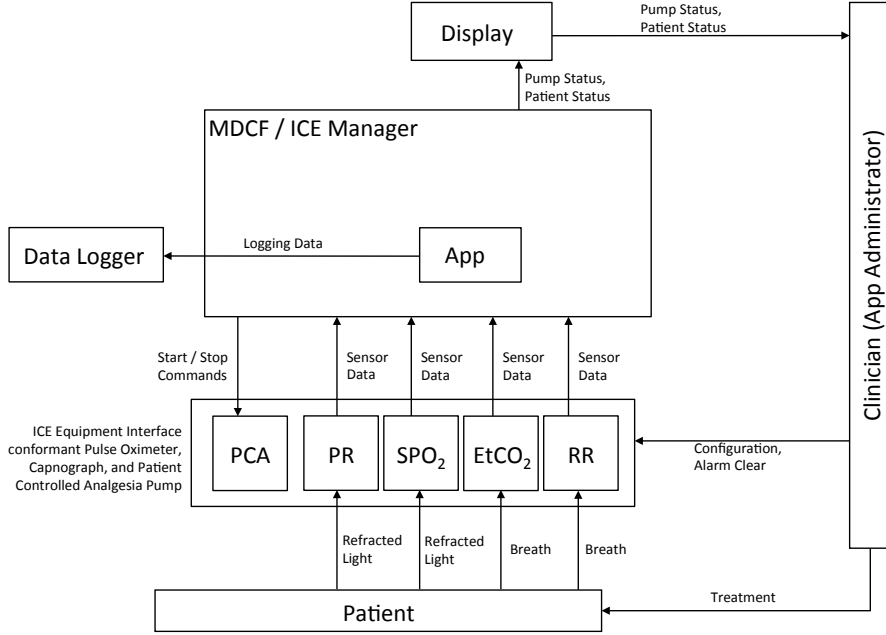 Display
Pump Status,
Patient Status
Pump Status,
Patient Status
MDCF / ICE Manager
Clinician (App Administrator)
Data Logger
Logging Data
App
Start / Stop
Commands
Sensor
Data
Sensor
Data
Sensor
Data
Sensor
Data
ICE Equipment Interface
conformant Pulse Oximeter,
Capnograph, and Patient
Controlled Analgesia Pump
PCA
PR
SPO₂
EtCO₂
RR
Configuration,
Alarm Clear
Refracted
Light
Refracted
Light
Breath
Breath
Treatment
Patient